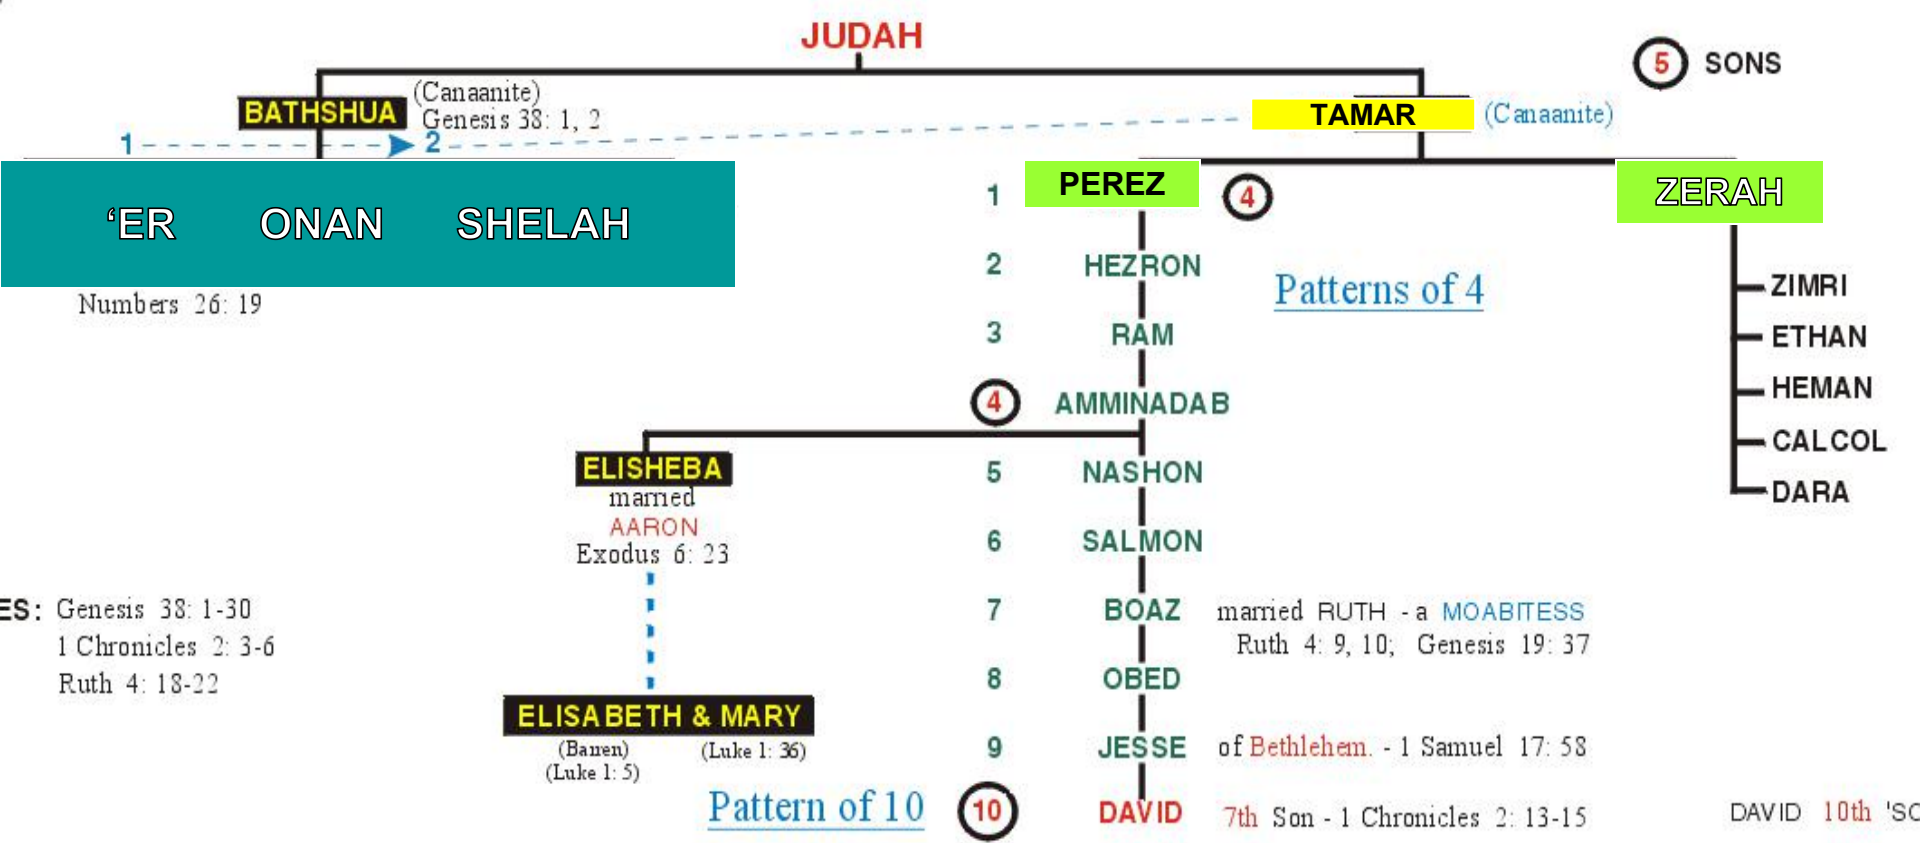 JUDAH
5 SONS
BATHSHUA (Canaanite)
Genesis 38: 1, 2
TAMAR (Canaanite)
1 2
‘ER ONAN SHELAH
Numbers 26: 19
1 PEREZ 4 ZERAH
2 HEZRON
Patterns of 4
ZIMRI
3 RAM
ETHAN
HEMAN
4 AMMINADAB
CALCOL
DARA
ELISHEBA
married
AARON
Exodus 6: 23
5 NASHON
6 SALMON
ES: Genesis 38: 1-30
1 Chronicles 2: 3-6
Ruth 4: 18-22
7 BOAZ married RUTH - a MOABITESS
Ruth 4: 9, 10; Genesis 19: 37
8 OBED
ELISABETH & MARY
(Barren) (Luke 1: 36)
(Luke 1: 5)
9 JESSE of Bethlehem. - 1 Samuel 17: 58
Pattern of 10
10 DAVID 7th Son - 1 Chronicles 2: 13-15
DAVID 10th 'SO